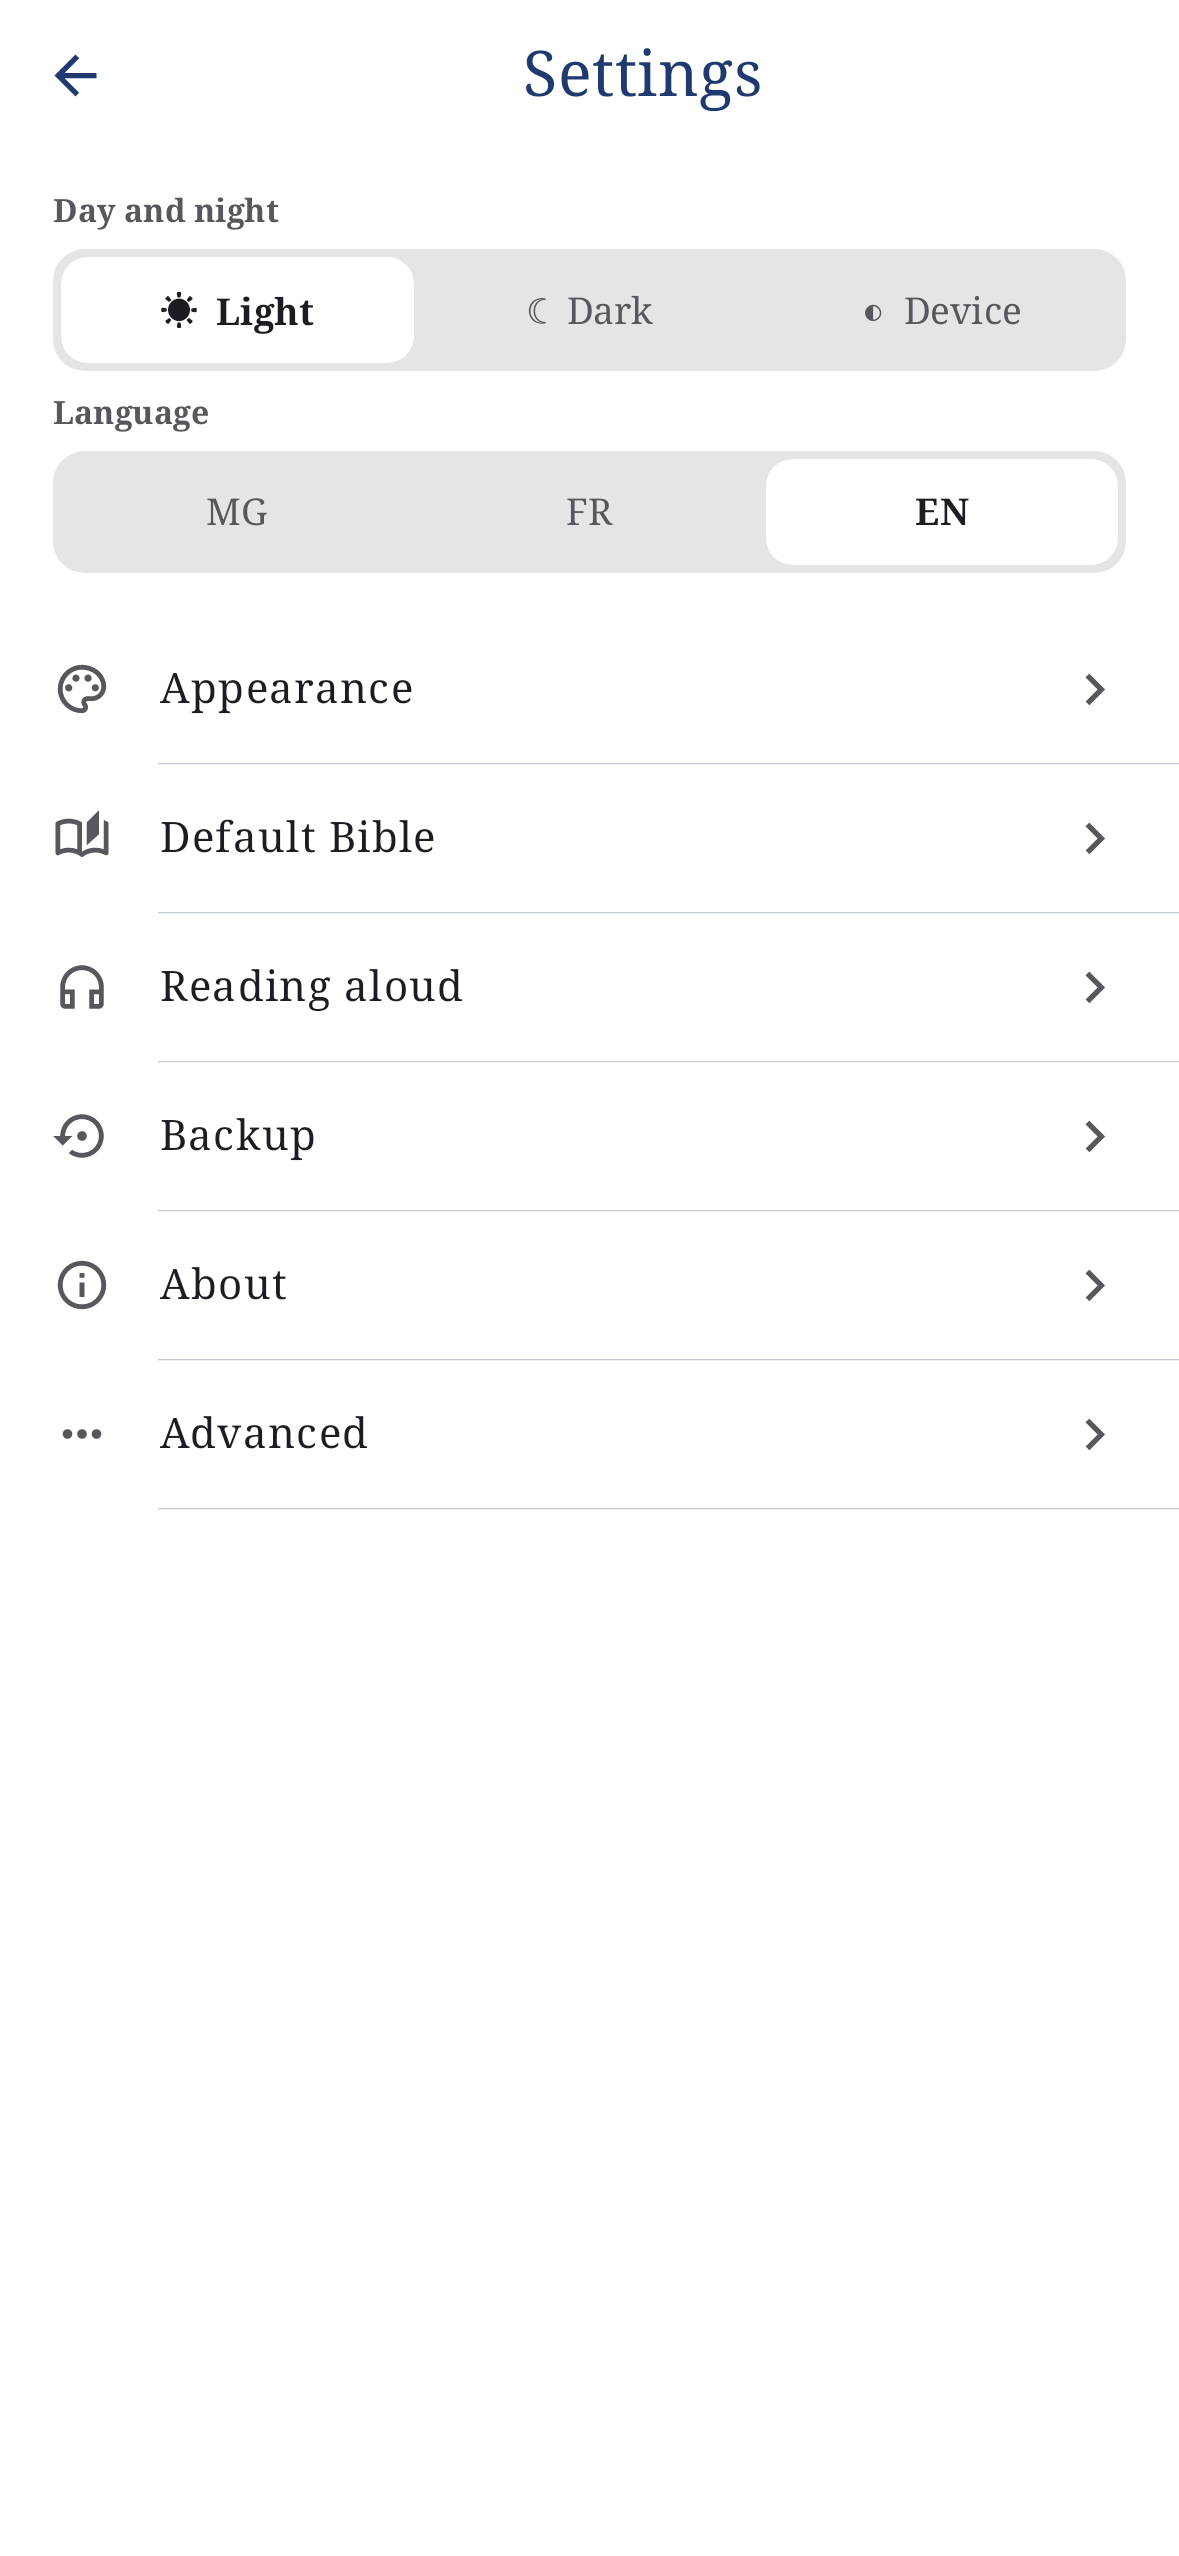 Settings
Day and night
Light
Dark
Device
Language
MG
FR
EN
Appearance
Default Bible
Reading aloud
Backup
About
Advanced